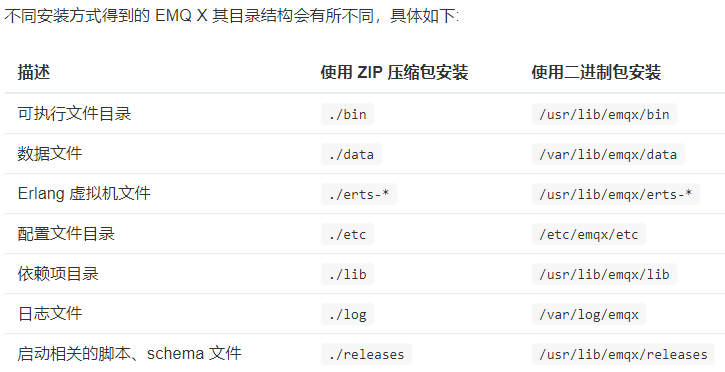 不同安装方式得到的 EMQ X 其目录结构会有所不同，具体如下:
描述 使用 ZIP 压缩包安装 使用二进制包安装
可执行文件目录 ./bin /usr/lib/emqx/bin
数据文件 ./data /var/lib/emqx/data
Erlang 虚拟机文件 ./erts-* /usr/lib/emqx/erts-*
配置文件目录 ./etc /etc/emqx/etc
依赖项目录 ./lib /usr/lib/emqx/lib
日志文件 ./log /var/log/emqx
启动相关的脚本、schema 文件 ./releases /usr/lib/emqx/releases